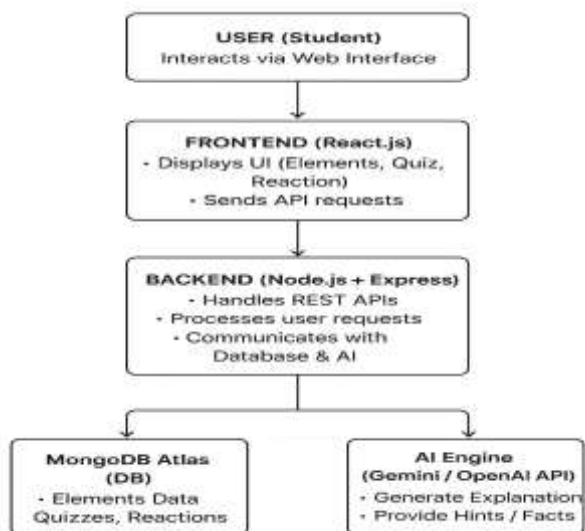 USER (Student)
Interacts via Web Interface
FRONTEND (React.js)
• Displays UI (Elements, Quiz,
Reaction)
• Sends API requests
BACKEND (Node.js + Express)
• Handles REST APIs
• Processes user requests
• Communicates with
Database & AI
MongoDB Atlas
(DB)
• Elements Data
Quizzes, Reactions
AI Engine
(Gemini / OpenAI API)
• Generate Explanation
• Provide Hints / Facts